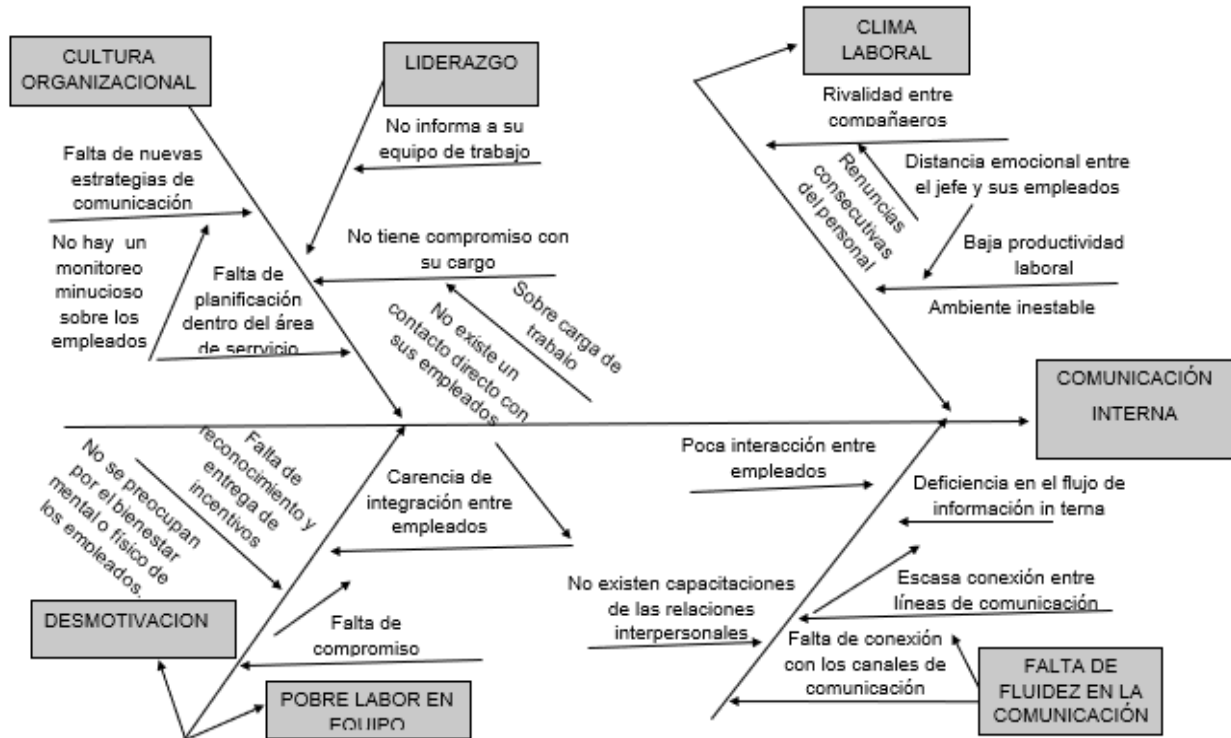 CULTURA
ORGANIZACIONAL
LIDERAZGO
CLIMA
LABORAL
No informa a su
equipo de trabajo
Falta de nuevas
estrategias de
comunicación
No hay un
monitoreo
minucioso
sobre los
empleados
Falta de
planificación
dentro del área
de serrvicio
No tiene compromiso con
su cargo
Sobre carga de
trabalo
No existe un
contacto directo con
sus empleados
Rivalidad entre
compañaeros
Renuncias
consecutivas
del personal
Distancia emocional entre
el jefe y sus empleados
Baja productividad
laboral
Ambiente inestable
COMUNICACIÓN
INTERNA
No se preocupan
por el bienestar
mental o físico de
los empleados.
Falta de
reconocimiento y
entrega de
incentivos
Carencia de
integración entre
empleados
Falta de
compromiso
DESMOTIVACION
POBRE LABOR EN
EQUIPO
Poca interacción entre
empleados
Deficiencia en el flujo de
información in terna
No existen capacitaciones
de las relaciones
interpersonales
Escasa conexión entre
líneas de comunicación
Falta de conexión
con los canales de
comunicación
FALTA DE
FLUIDEZ EN LA
COMUNICACIÓN